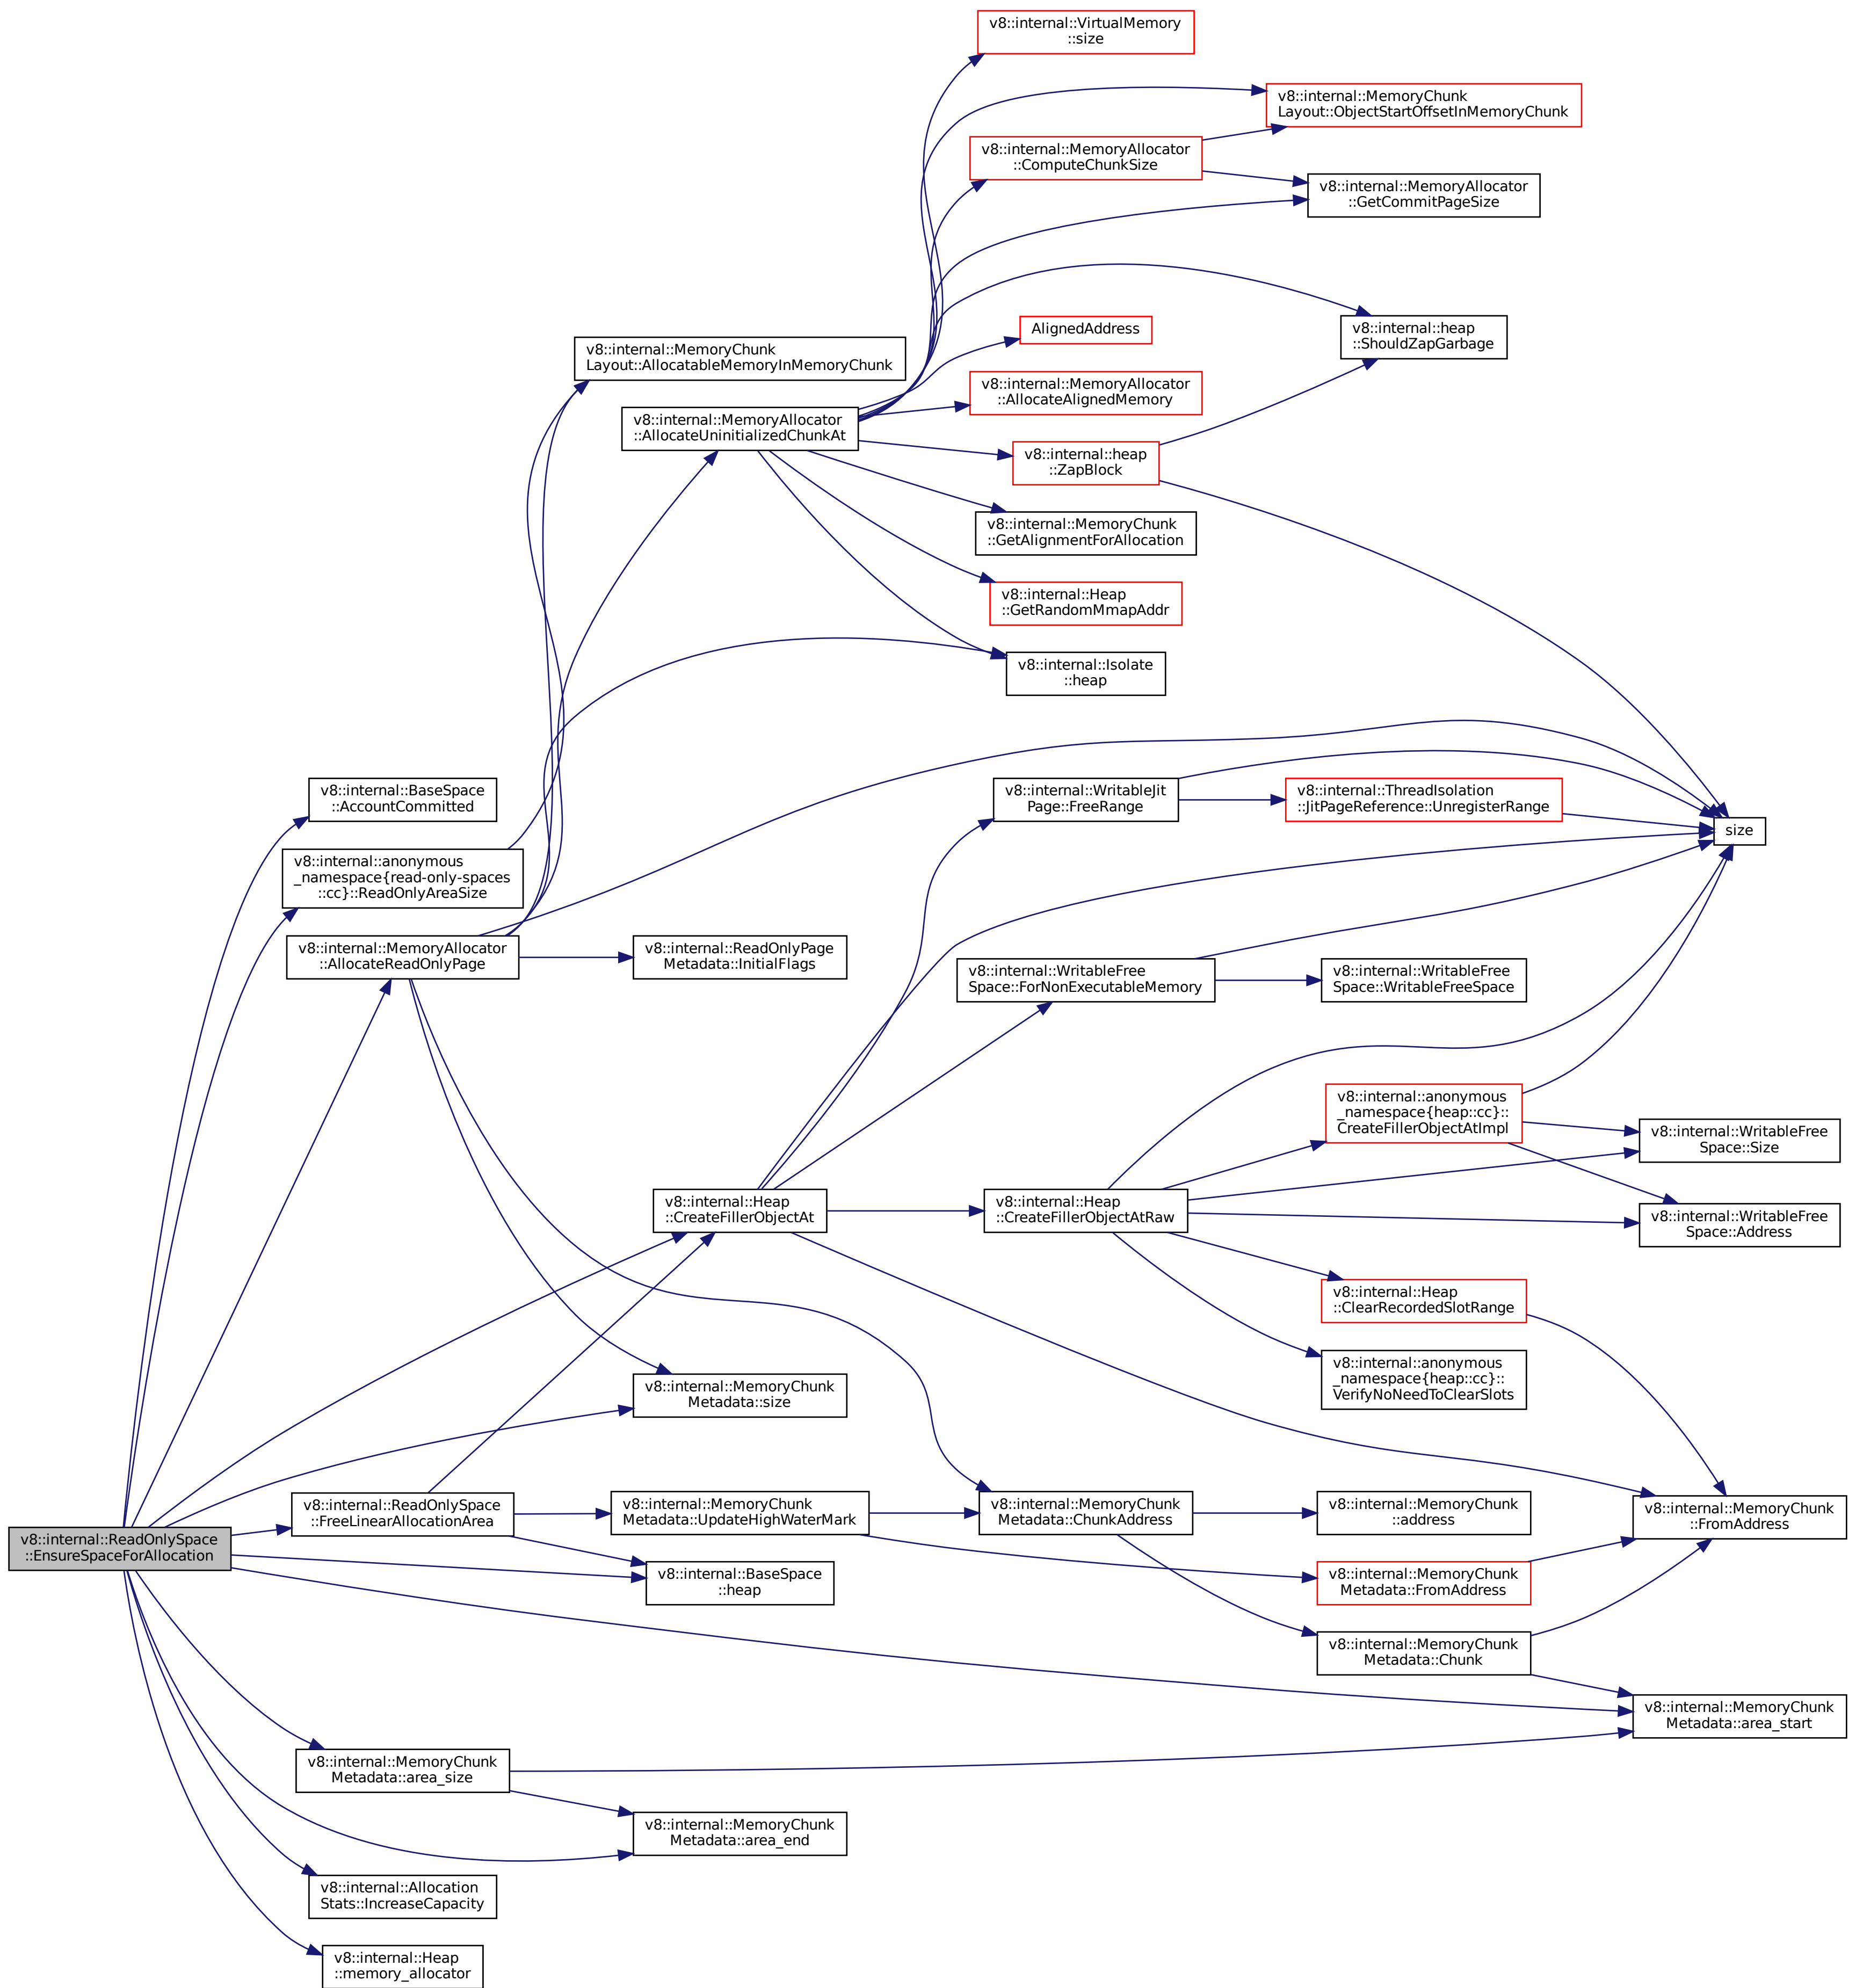 v8::internal::VirtualMemory
::size
v8::internal::MemoryChunk
Layout::ObjectStartOffsetInMemoryChunk
v8::internal::MemoryAllocator
::ComputeChunkSize
v8::internal::MemoryAllocator
::GetCommitPageSize
AlignedAddress
v8::internal::heap
::ShouldZapGarbage
v8::internal::MemoryChunk
Layout::AllocatableMemoryInMemoryChunk
v8::internal::MemoryAllocator
::AllocateAlignedMemory
v8::internal::MemoryAllocator
::AllocateUninitializedChunkAt
v8::internal::heap
::ZapBlock
v8::internal::MemoryChunk
::GetAlignmentForAllocation
v8::internal::Heap
::GetRandomMmapAddr
v8::internal::Isolate
::heap
v8::internal::BaseSpace
::AccountCommitted
v8::internal::WritableJit
Page::FreeRange
v8::internal::ThreadIsolation
::JitPageReference::UnregisterRange
size
v8::internal::anonymous
_namespace{read-only-spaces
::cc}::ReadOnlyAreaSize
v8::internal::MemoryAllocator
::AllocateReadOnlyPage
v8::internal::ReadOnlyPage
Metadata::InitialFlags
v8::internal::WritableFree
Space::ForNonExecutableMemory
v8::internal::WritableFree
Space::WritableFreeSpace
v8::internal::anonymous
_namespace{heap::cc}::
CreateFillerObjectAtImpl
v8::internal::WritableFree
Space::Size
v8::internal::Heap
::CreateFillerObjectAt
v8::internal::Heap
::CreateFillerObjectAtRaw
v8::internal::WritableFree
Space::Address
v8::internal::Heap
::ClearRecordedSlotRange
v8::internal::anonymous
_namespace{heap::cc}::
VerifyNoNeedToClearSlots
v8::internal::MemoryChunk
Metadata::size
v8::internal::ReadOnlySpace
::FreeLinearAllocationArea
v8::internal::MemoryChunk
Metadata::UpdateHighWaterMark
v8::internal::MemoryChunk
Metadata::ChunkAddress
v8::internal::MemoryChunk
::address
v8::internal::MemoryChunk
::FromAddress
v8::internal::ReadOnlySpace
::EnsureSpaceForAllocation
v8::internal::BaseSpace
::heap
v8::internal::MemoryChunk
Metadata::FromAddress
v8::internal::MemoryChunk
Metadata::Chunk
v8::internal::MemoryChunk
Metadata::area_start
v8::internal::MemoryChunk
Metadata::area_size
v8::internal::MemoryChunk
Metadata::area_end
v8::internal::Allocation
Stats::IncreaseCapacity
v8::internal::Heap
::memory_allocator